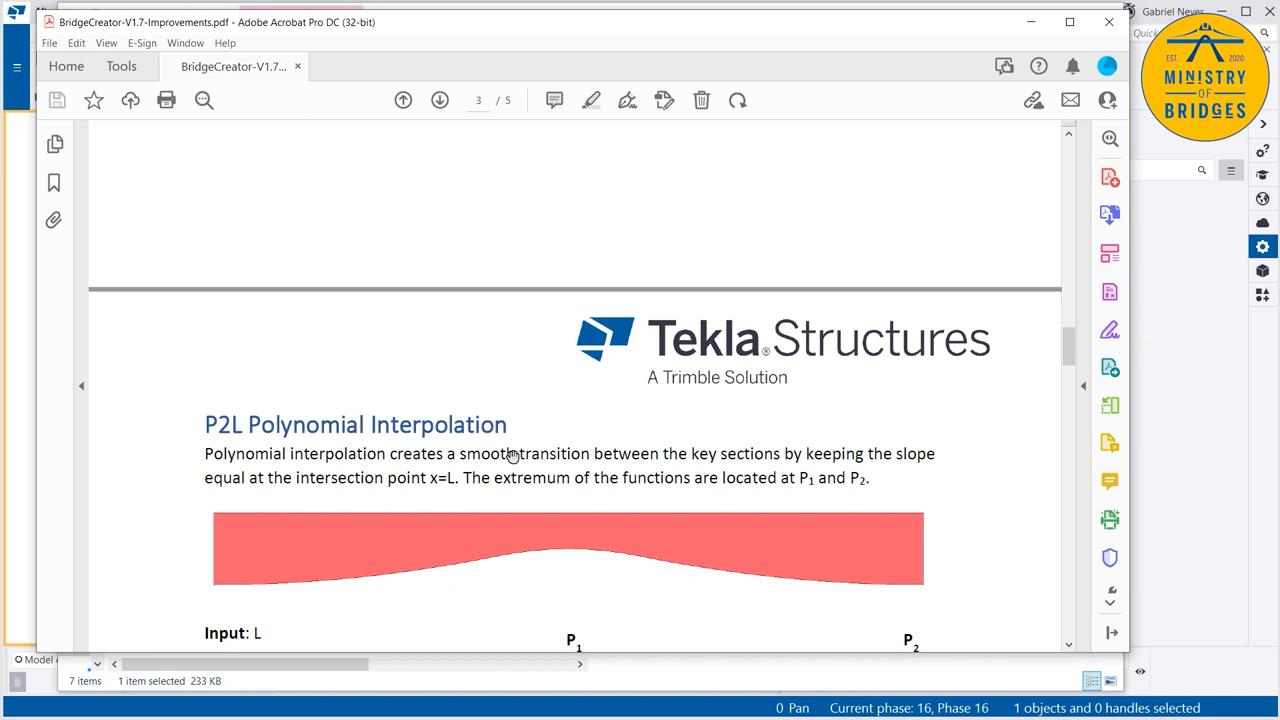 BridgeCreator-V1.7-Improvements.pdf - Adobe Acrobat Pro DC (32-bit)
Gabriel Neves
File Edit View E-Sign Window Help
Quick
Home Tools BridgeCreator-V1.7... ×
EST. 2020
MINISTRY
OF
BRIDGES
3 / 5
Tekla® Structures
A Trimble Solution
P2L Polynomial Interpolation
Polynomial interpolation creates a smooth transition between the key sections by keeping the slope
equal at the intersection point x=L. The extremum of the functions are located at P₁ and P₂.
Input: L
P₁ P₂
Model
7 items 1 item selected 233 KB
0 Pan Current phase: 16, Phase 16 1 objects and 0 handles selected